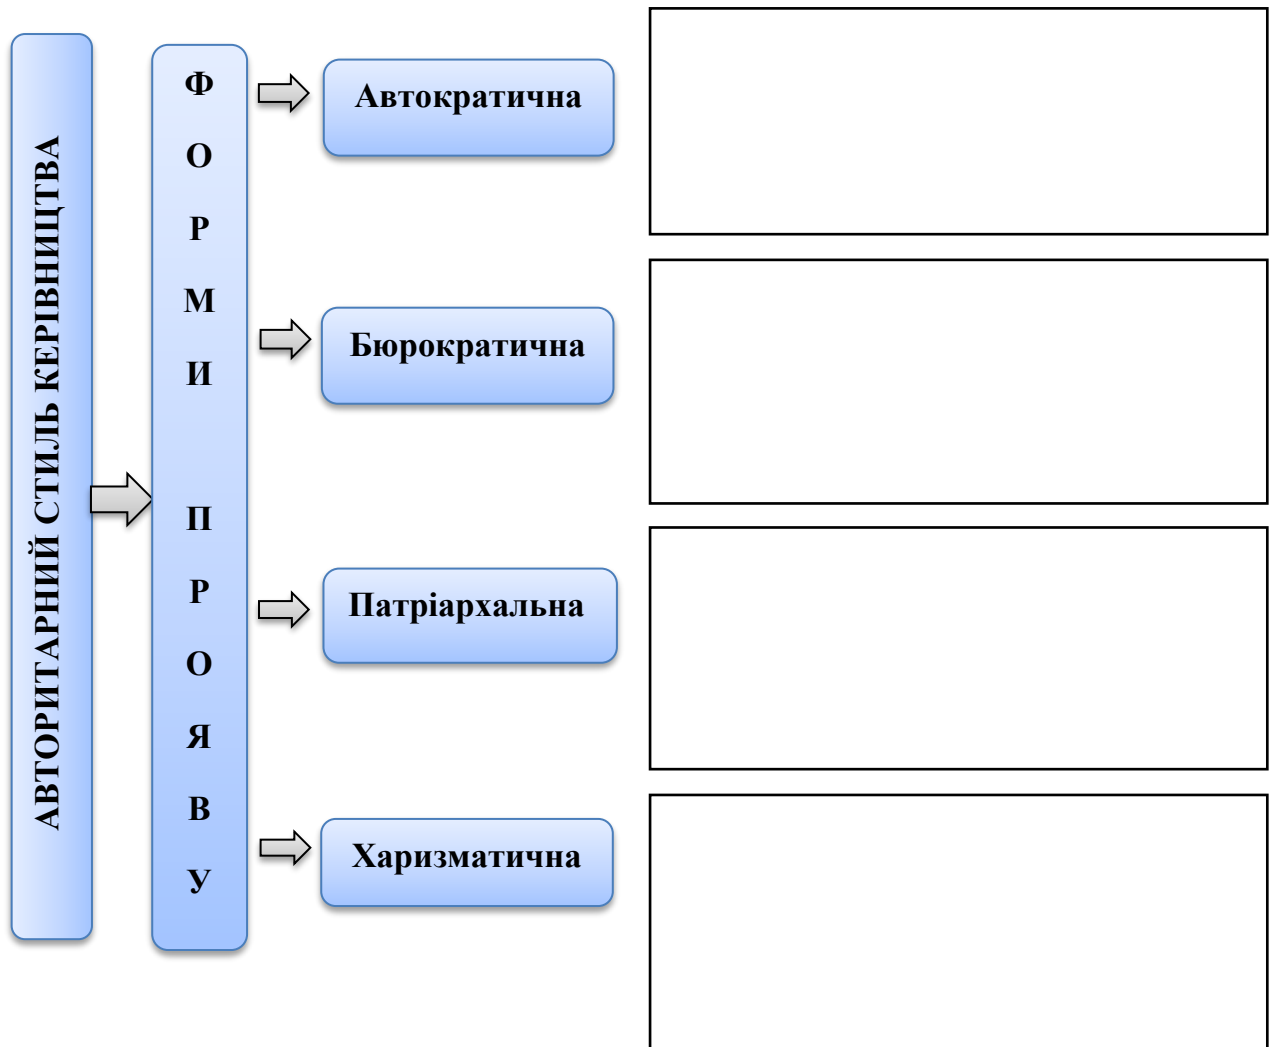 АВТОРИТАРНИЙ СТИЛЬ КЕРІВНИЦТВА
ФОРМИ ПРОЯВУ
Автократична
Бюрократична
Патріархальна
Харизматична